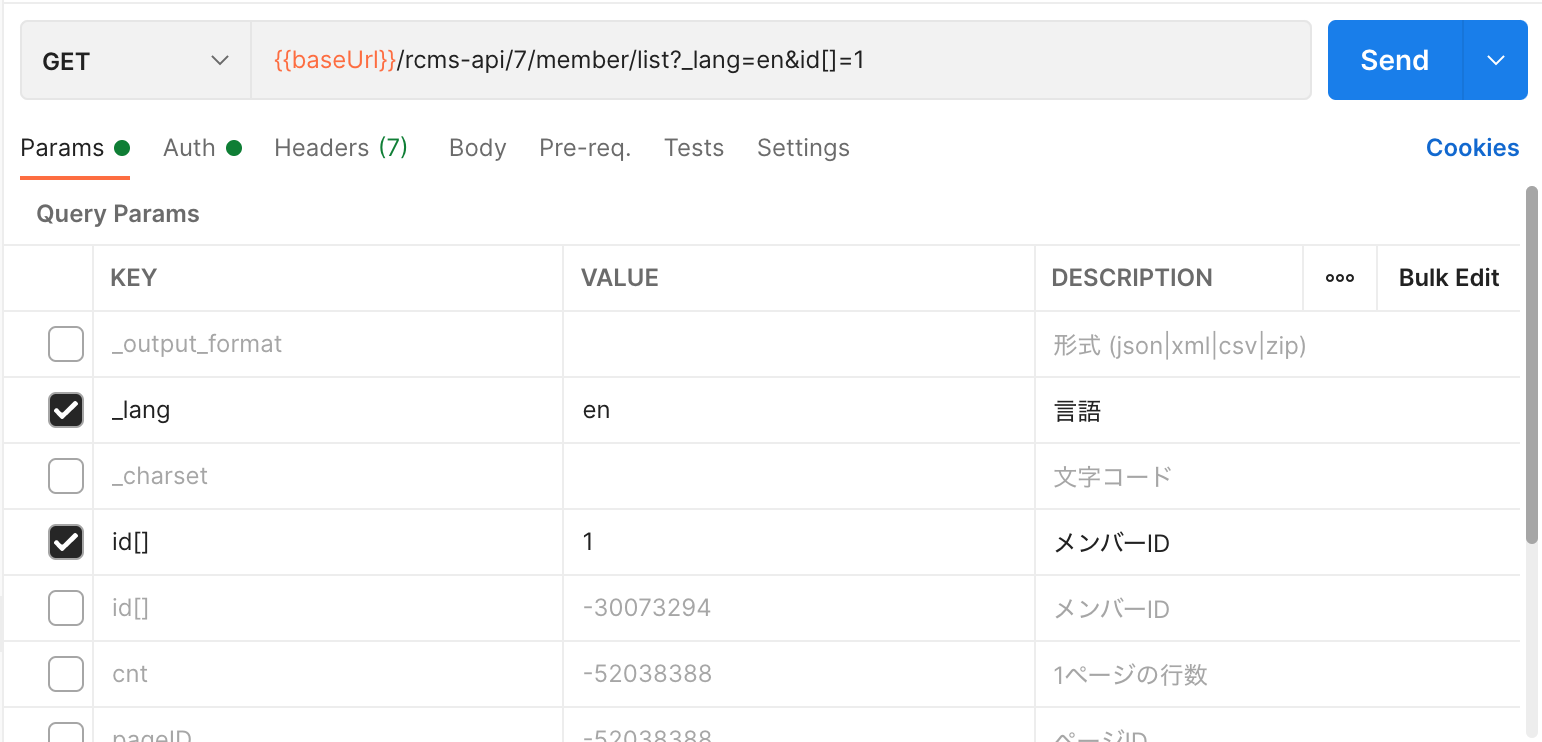 GET {{baseUrl}}/rcms-api/7/member/list?_lang=en&id[]=1 Send
Params Auth Headers (7) Body Pre-req. Tests Settings Cookies
Query Params
KEY VALUE DESCRIPTION ooo Bulk Edit
_output_format 形式 (json|xml|csv|zip)
_lang en 言語
_charset 文字コード
id[] 1 メンバーID
id[] -30073294 メンバーID
cnt -52038388 1ページの行数
pageID -52038388 ページID